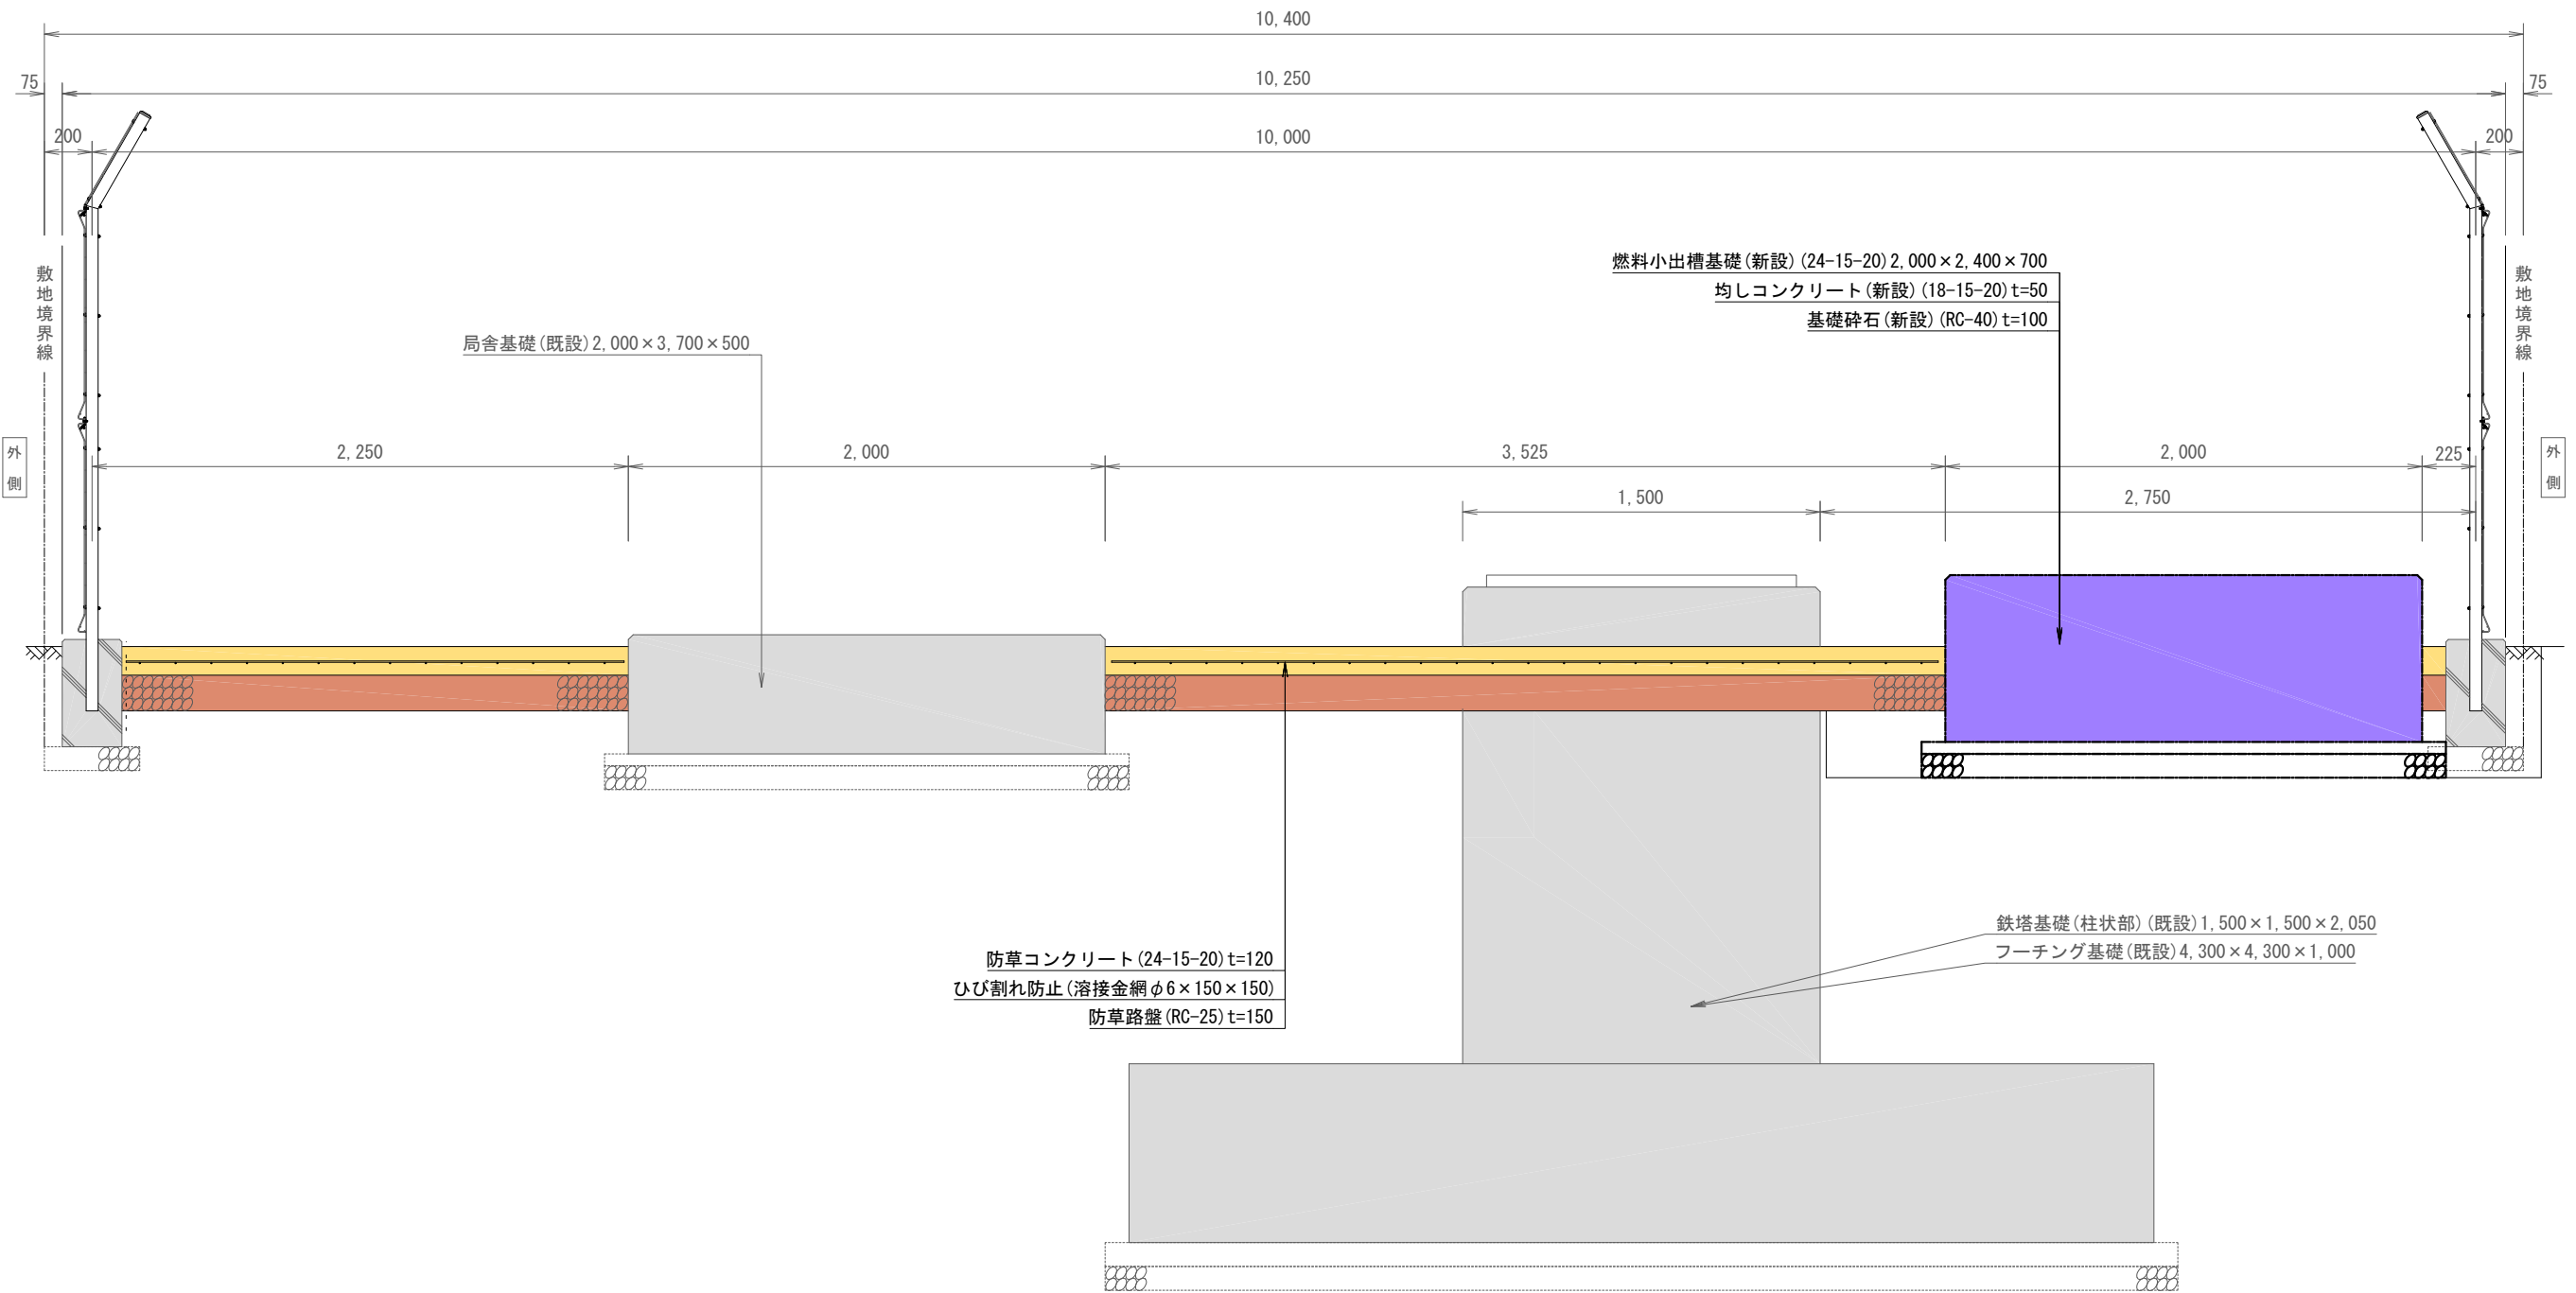 10,400
75
10,250
75
200
10,000
200
敷地境界線
敷地境界線
燃料小出槽基礎(新設)(24-15-20)2,000×2,400×700
均しコンクリート(新設)(18-15-20)t=50
基礎砕石(新設)(RC-40)t=100
局舎基礎(既設)2,000×3,700×500
外側
2,250
2,000
3,525
2,000
225
外側
1,500
2,750
鉄塔基礎(柱状部)(既設)1,500×1,500×2,050
フーチング基礎(既設)4,300×4,300×1,000
防草コンクリート(24-15-20)t=120
ひび割れ防止(溶接金網φ6×150×150)
防草路盤(RC-25)t=150